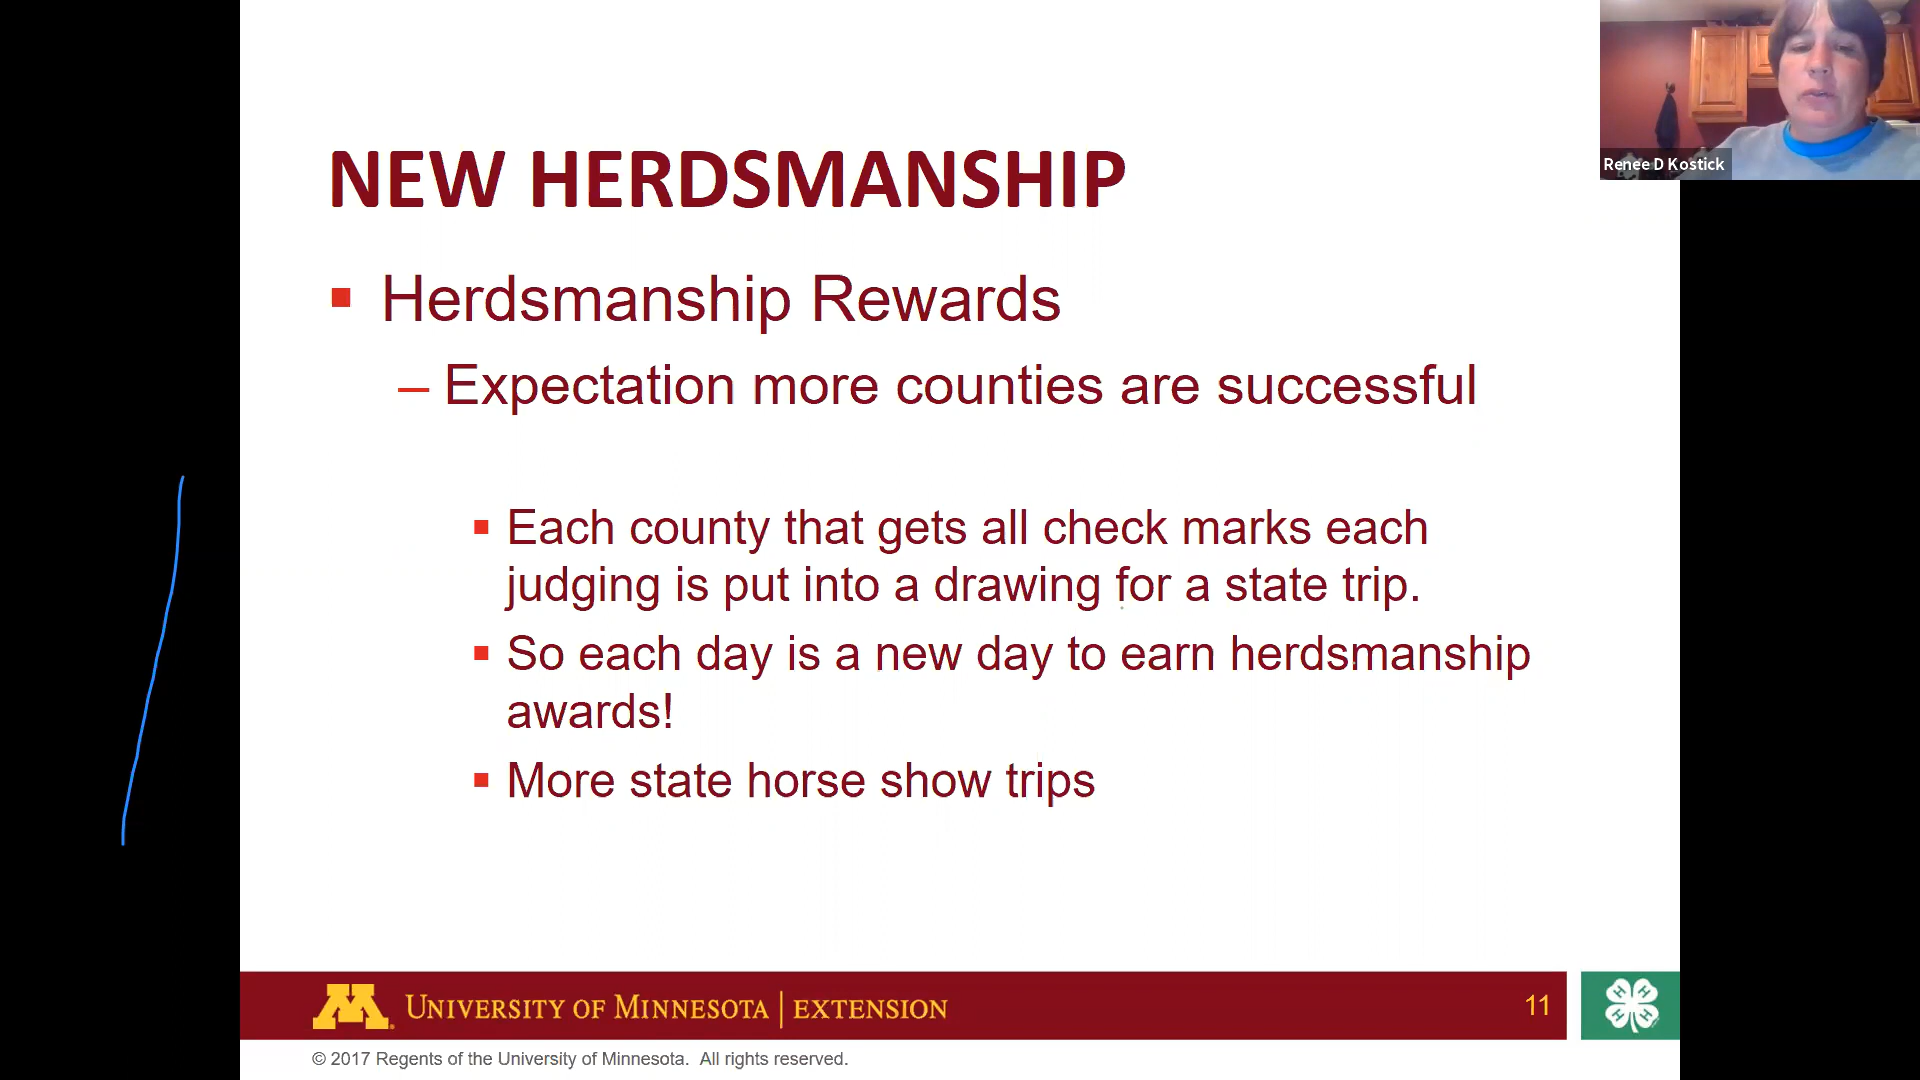 NEW HERDSMANSHIP
Herdsmanship Rewards
– Expectation more counties are successful
Each county that gets all check marks each
judging is put into a drawing for a state trip.
So each day is a new day to earn herdsmanship
awards!
More state horse show trips
Renee D Kostick
M UNIVERSITY OF MINNESOTA | EXTENSION
11
H H H H
© 2017 Regents of the University of Minnesota. All rights reserved.